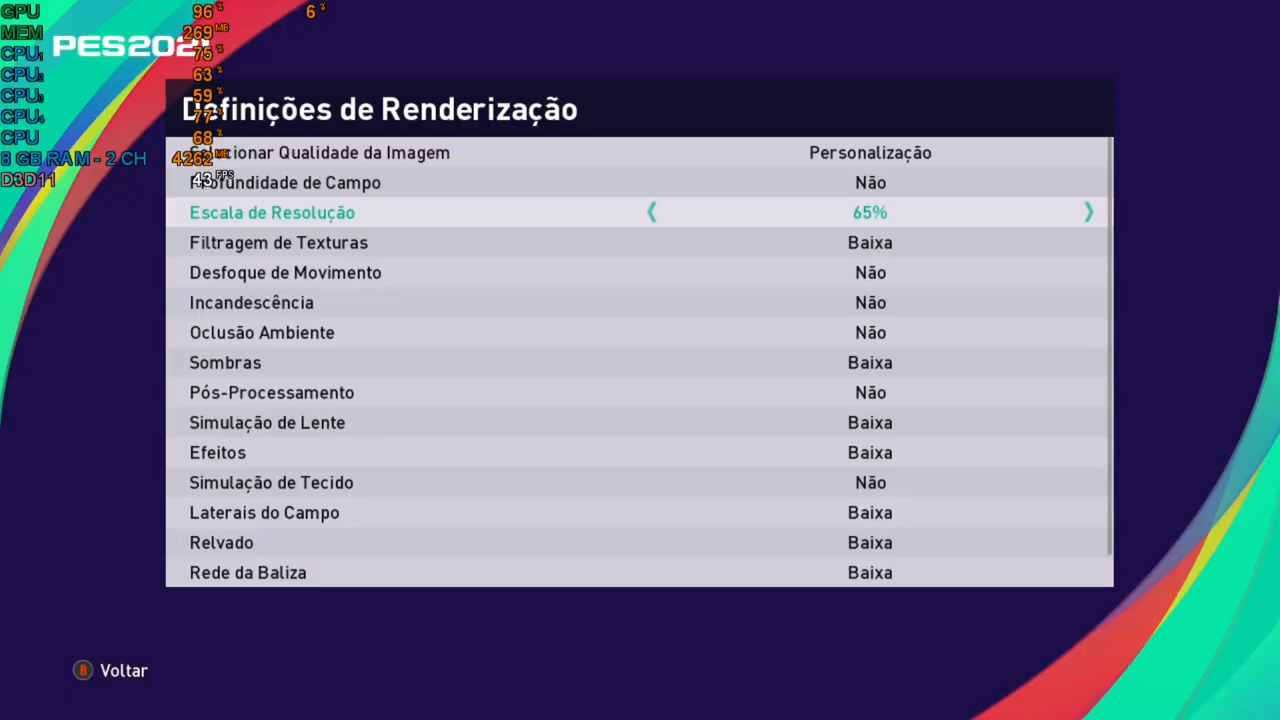 GPU 96 % 6 %
MEM 269 MB
PES2021
CPU1 75 %
CPU2 63 %
CPU3 59 %
CPU4 77 %
CPU 68 %
8 GB RAM - 2 CH 4262 MB
D3D11 43 FPS
Definições de Renderização
Selecionar Qualidade da Imagem Personalização
Profundidade de Campo Não
Escala de Resolução 65%
Filtragem de Texturas Baixa
Desfoque de Movimento Não
Incandescência Não
Oclusão Ambiente Não
Sombras Baixa
Pós-Processamento Não
Simulação de Lente Baixa
Efeitos Baixa
Simulação de Tecido Não
Laterais do Campo Baixa
Relvado Baixa
Rede da Baliza Baixa
B Voltar